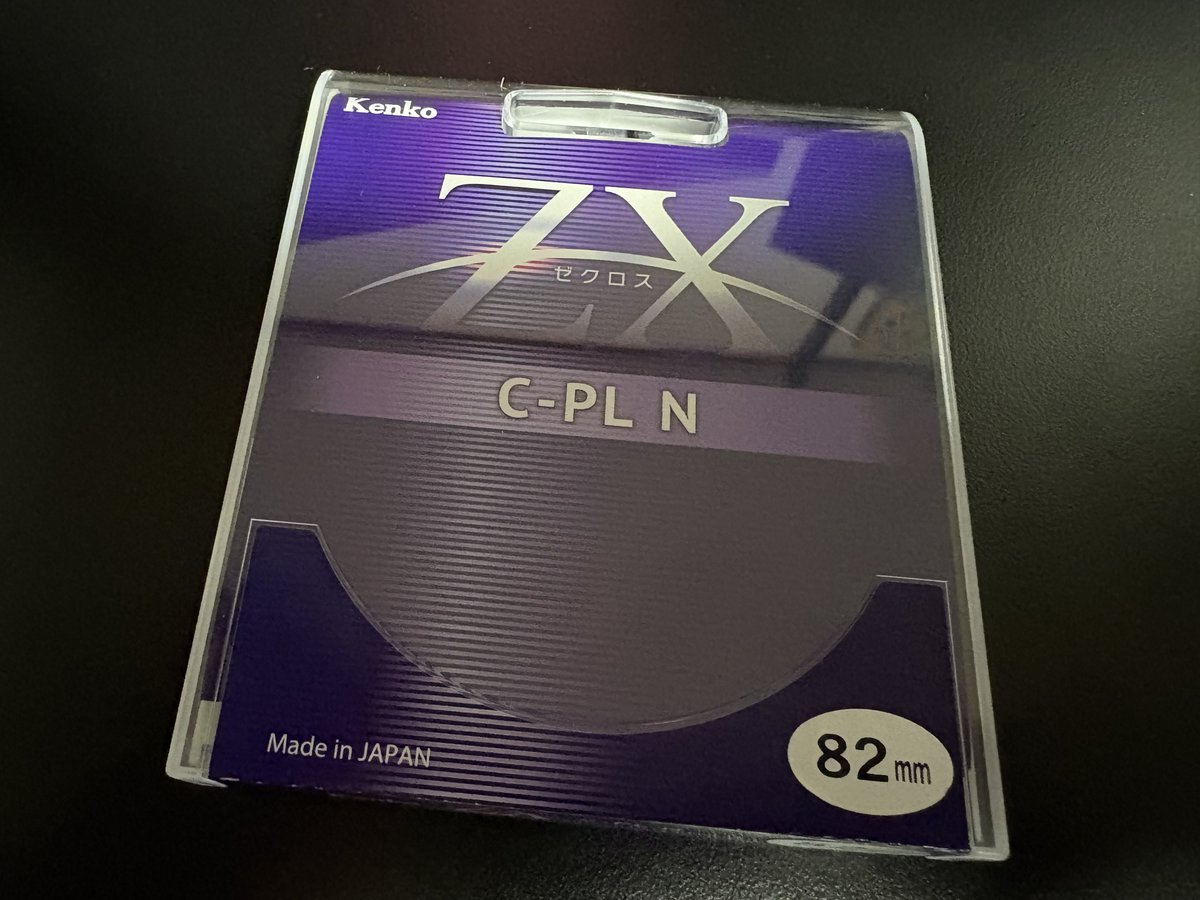 Kenko
ZX
ゼクロス
C-PL N
Made in JAPAN
82mm